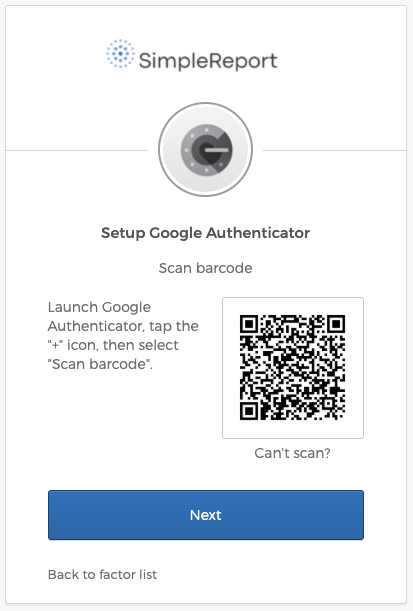 SimpleReport
Setup Google Authenticator
Scan barcode
Launch Google
Authenticator, tap the
"+" icon, then select
"Scan barcode".
Can't scan?
Next
Back to factor list